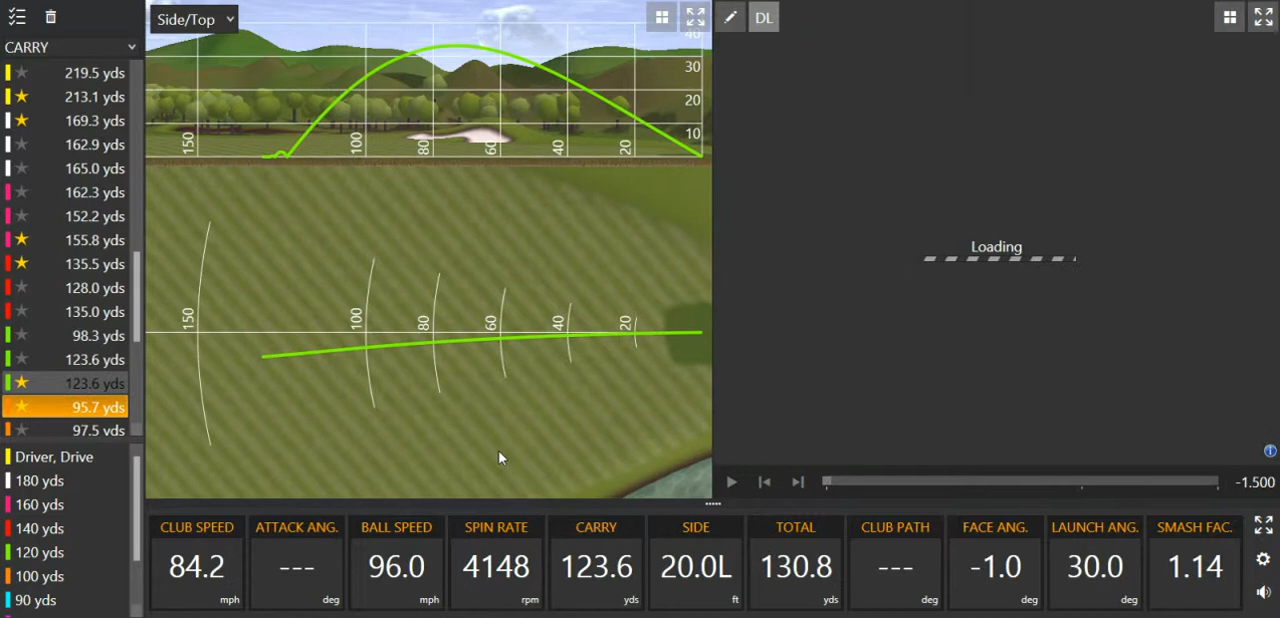 CARRY
219.5 yds
213.1 yds
169.3 yds
162.9 yds
165.0 yds
162.3 yds
152.2 yds
155.8 yds
135.5 yds
128.0 yds
135.0 yds
98.3 yds
123.6 yds
123.6 yds
95.7 yds
97.5 yds
Driver, Drive
180 yds
160 yds
140 yds
120 yds
100 yds
90 yds
Side/Top
40
30
20
10
150 100 80 60 40 20
150 100 80 60 40 20
DL
Loading
-1.500
CLUB SPEED
84.2
mph
ATTACK ANG.
---
deg
BALL SPEED
96.0
mph
SPIN RATE
4148
rpm
CARRY
123.6
yds
SIDE
20.0L
ft
TOTAL
130.8
yds
CLUB PATH
---
deg
FACE ANG.
-1.0
deg
LAUNCH ANG.
30.0
deg
SMASH FAC.
1.14